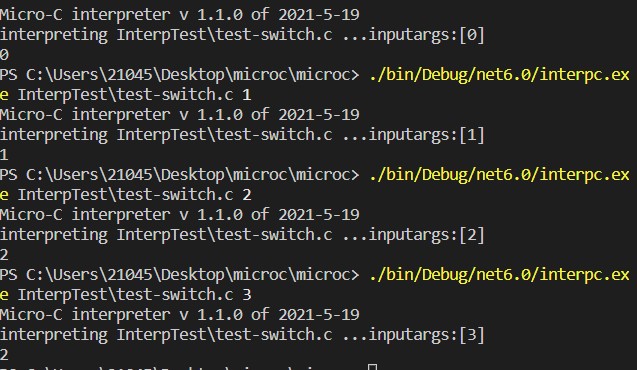 Micro-C interpreter v 1.1.0 of 2021-5-19
interpreting InterpTest\test-switch.c ...inputargs:[0]
0
PS C:\Users\21045\Desktop\microc\microc> ./bin/Debug/net6.0/interpc.ex
e InterpTest\test-switch.c 1
Micro-C interpreter v 1.1.0 of 2021-5-19
interpreting InterpTest\test-switch.c ...inputargs:[1]
1
PS C:\Users\21045\Desktop\microc\microc> ./bin/Debug/net6.0/interpc.ex
e InterpTest\test-switch.c 2
Micro-C interpreter v 1.1.0 of 2021-5-19
interpreting InterpTest\test-switch.c ...inputargs:[2]
2
PS C:\Users\21045\Desktop\microc\microc> ./bin/Debug/net6.0/interpc.ex
e InterpTest\test-switch.c 3
Micro-C interpreter v 1.1.0 of 2021-5-19
interpreting InterpTest\test-switch.c ...inputargs:[3]
2